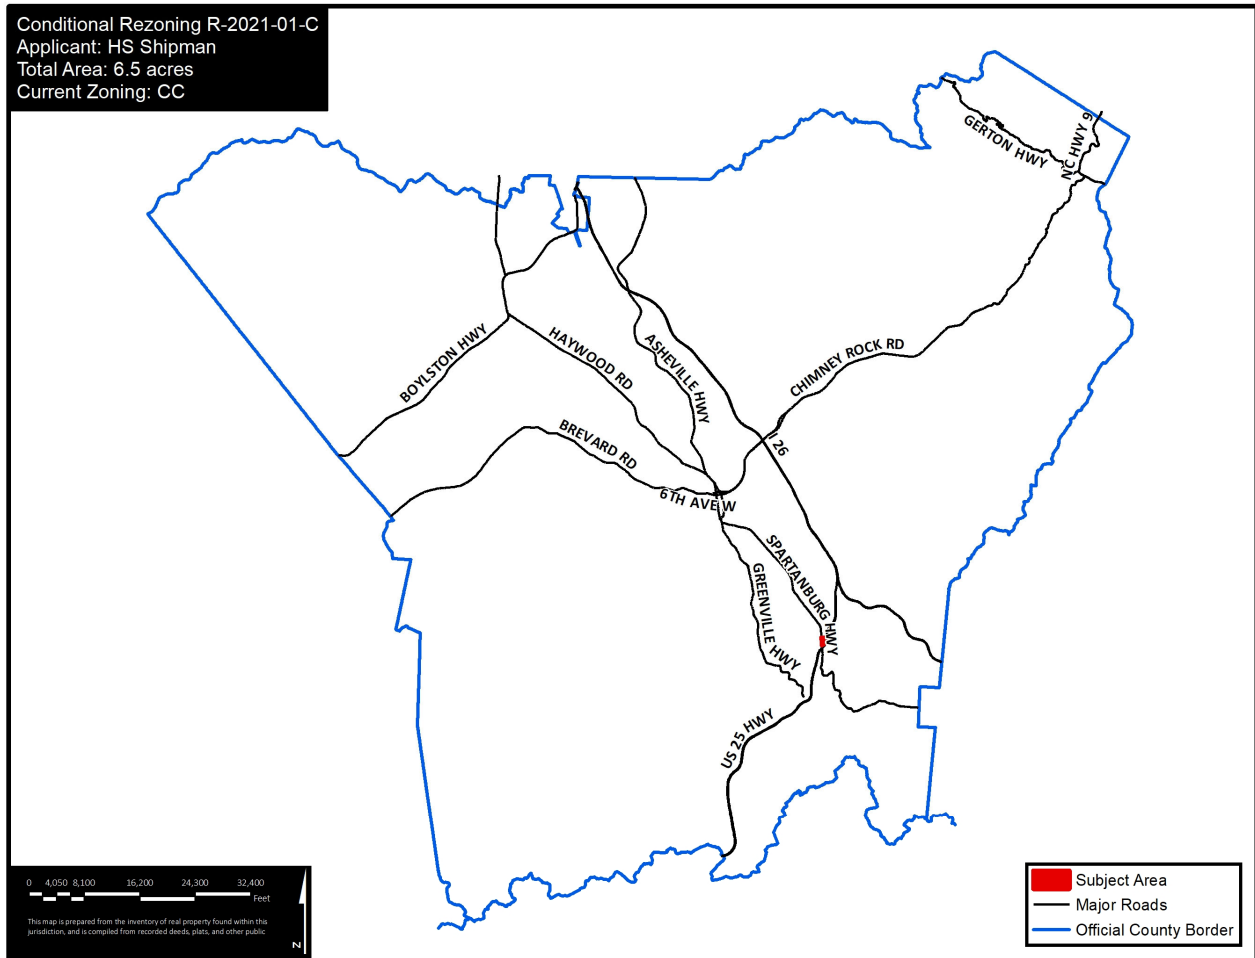 Conditional Rezoning R-2021-01-C
Applicant: HS Shipman
Total Area: 6.5 acres
Current Zoning: CC
GERTON HWY
NC HWY 9
BOYLSTON HWY
HAYWOOD RD
ASHEVILLE HWY
CHIMNEY ROCK RD
BREVARD RD
I 26
6TH AVE W
SPARTANBURG HWY
GREENVILLE HWY
US 25 HWY
0 4,050 8,100 16,200 24,300 32,400
Feet
This map is prepared from the inventory of real property found within this
jurisdiction, and is compiled from recorded deeds, plats, and other public
N
Subject Area
Major Roads
Official County Border